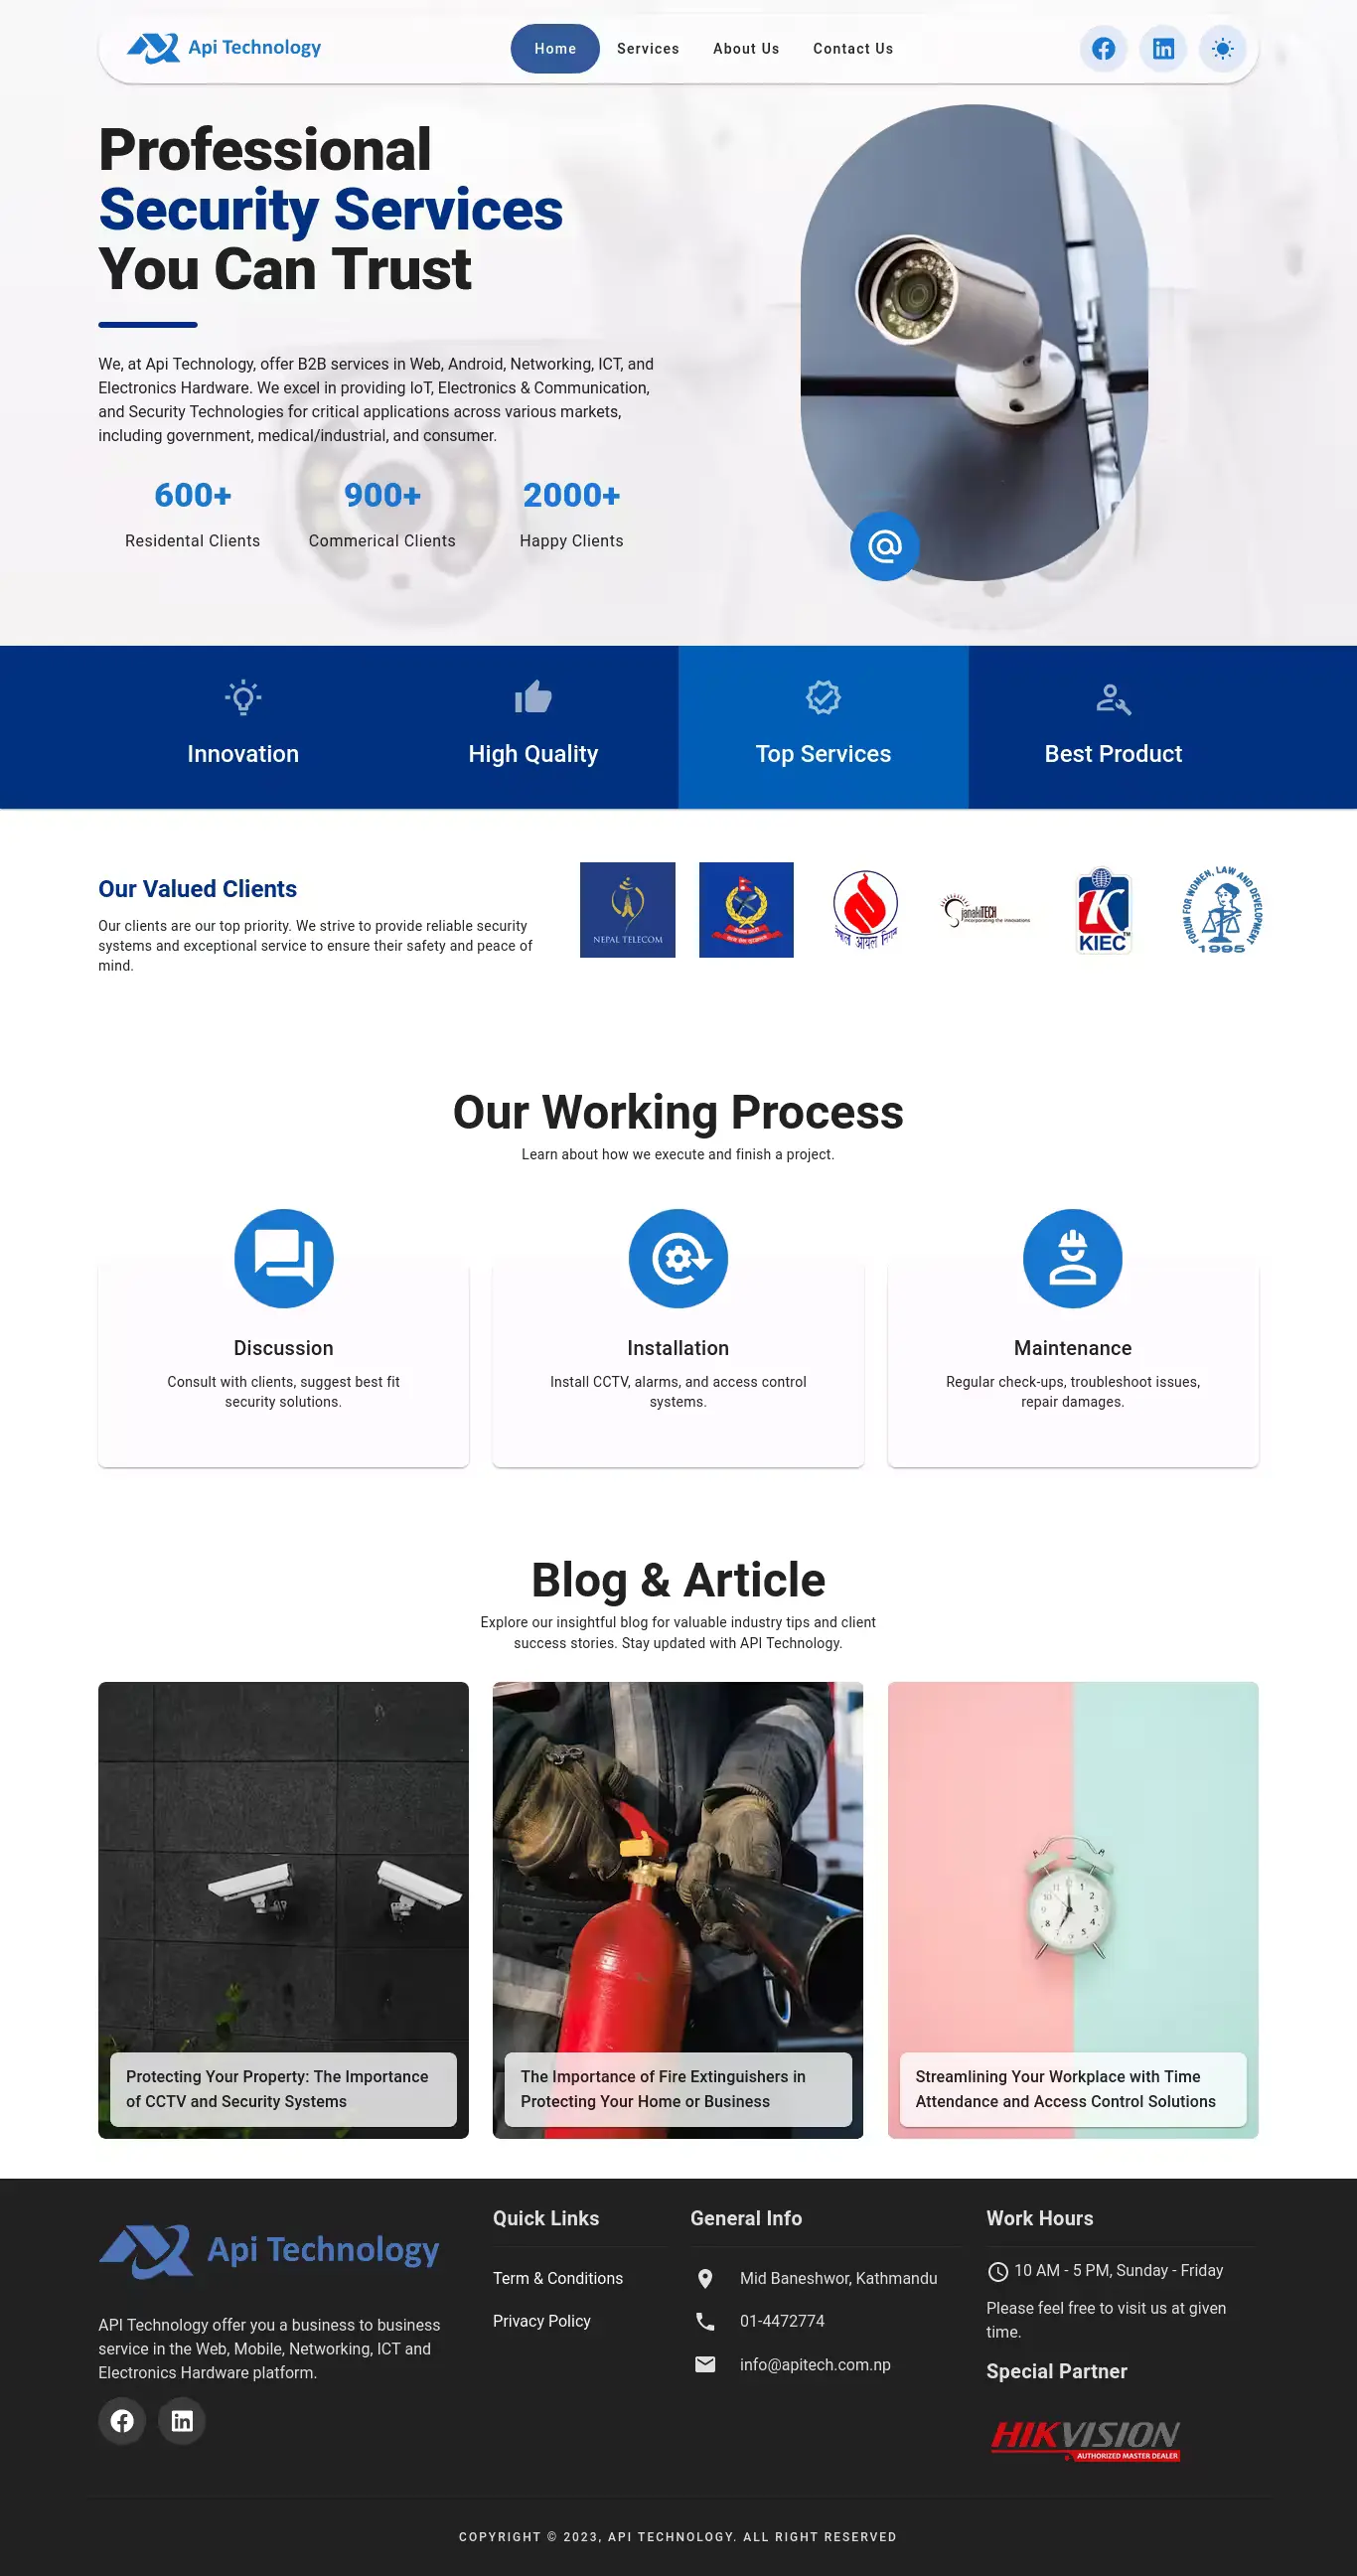 Api Technology
Home
Services
About Us
Contact Us
Professional
Security Services
You Can Trust
We, at Api Technology, offer B2B services in Web, Android, Networking, ICT, and
Electronics Hardware. We excel in providing IoT, Electronics & Communication,
and Security Technologies for critical applications across various markets,
including government, medical/industrial, and consumer.
600+
900+
2000+
Residental Clients
Commerical Clients
Happy Clients
Innovation
High Quality
Top Services
Best Product
Our Valued Clients
Our clients are our top priority. We strive to provide reliable security
systems and exceptional service to ensure their safety and peace of
mind.
NEPAL TELECOM
janakiTECH
incorporating the innovations
KIEC
FORUM FOR WOMEN, LAW AND DEVELOPMENT
1995
Our Working Process
Learn about how we execute and finish a project.
Discussion
Consult with clients, suggest best fit
security solutions.
Installation
Install CCTV, alarms, and access control
systems.
Maintenance
Regular check-ups, troubleshoot issues,
repair damages.
Blog & Article
Explore our insightful blog for valuable industry tips and client
success stories. Stay updated with API Technology.
Protecting Your Property: The Importance
of CCTV and Security Systems
The Importance of Fire Extinguishers in
Protecting Your Home or Business
Streamlining Your Workplace with Time
Attendance and Access Control Solutions
Api Technology
API Technology offer you a business to business
service in the Web, Mobile, Networking, ICT and
Electronics Hardware platform.
Quick Links
Term & Conditions
Privacy Policy
General Info
Mid Baneshwor, Kathmandu
01-4472774
info@apitech.com.np
Work Hours
10 AM - 5 PM, Sunday - Friday
Please feel free to visit us at given
time.
Special Partner
HIKVISION
AUTHORIZED MASTER DEALER
COPYRIGHT © 2023, API TECHNOLOGY. ALL RIGHT RESERVED